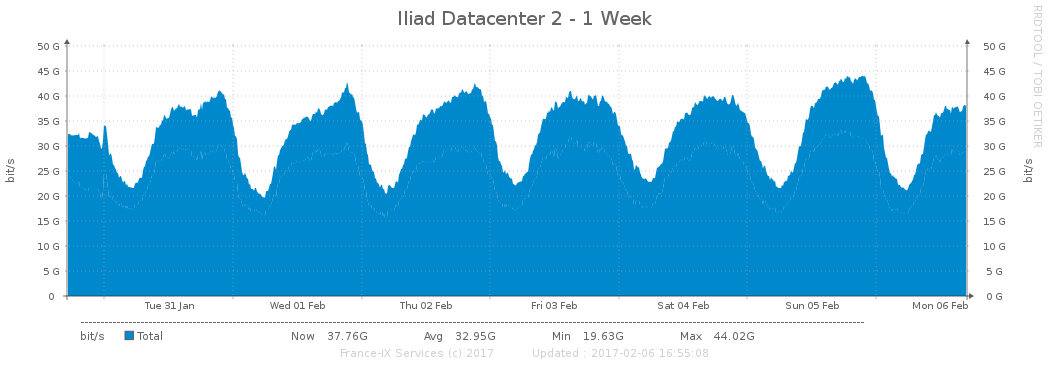 Iliad Datacenter 2 - 1 Week
RRDTOOL / TOBI OETIKER
bit/s
50 G
45 G
40 G
35 G
30 G
25 G
20 G
15 G
10 G
5 G
0
50 G
45 G
40 G
35 G
30 G
25 G
20 G
15 G
10 G
5 G
0 G
bit/s
Tue 31 Jan Wed 01 Feb Thu 02 Feb Fri 03 Feb Sat 04 Feb Sun 05 Feb Mon 06 Feb
bit/s Total Now 37.76G Avg 32.95G Min 19.63G Max 44.02G
France-IX Services (c) 2017 Updated : 2017-02-06 16:55:08